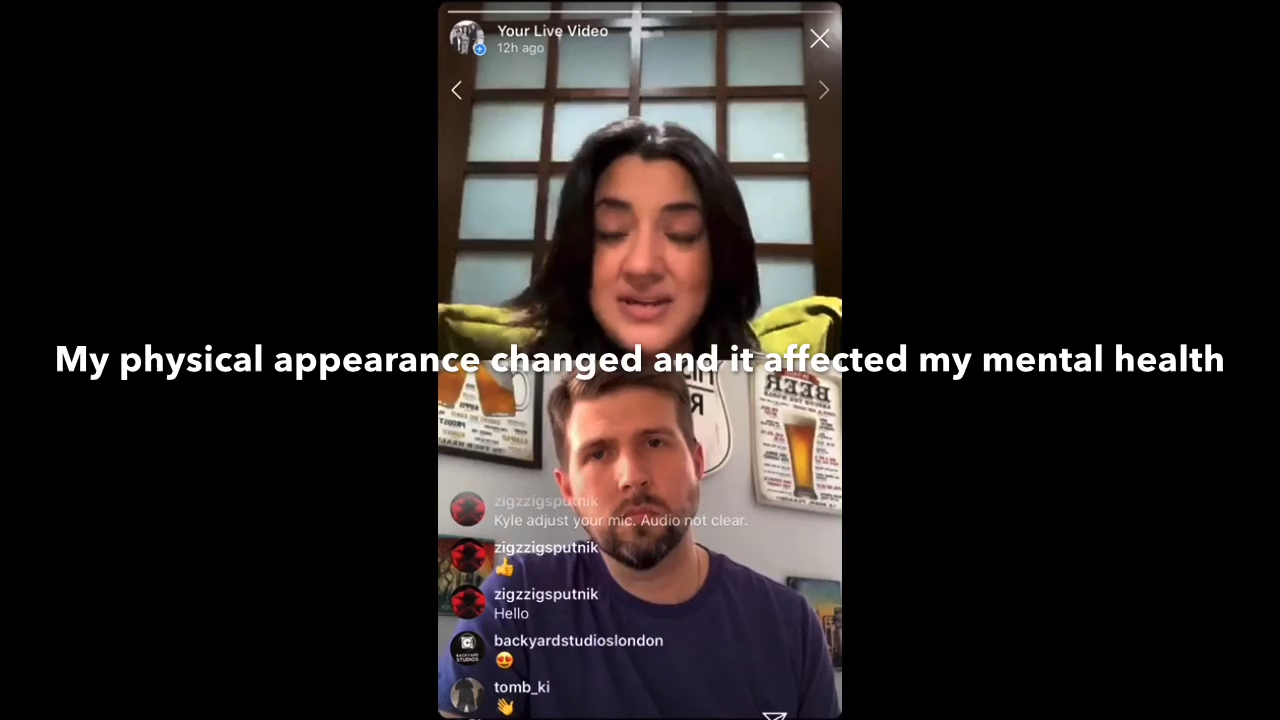 Your Live Video
12h ago
My physical appearance changed and it affected my mental health
BEER
zigzzigsputnik
Kyle adjust your mic. Audio not clear.
zigzzigsputnik
👍
zigzzigsputnik
Hello
backyardstudioslondon
😍
tomb_ki
👋